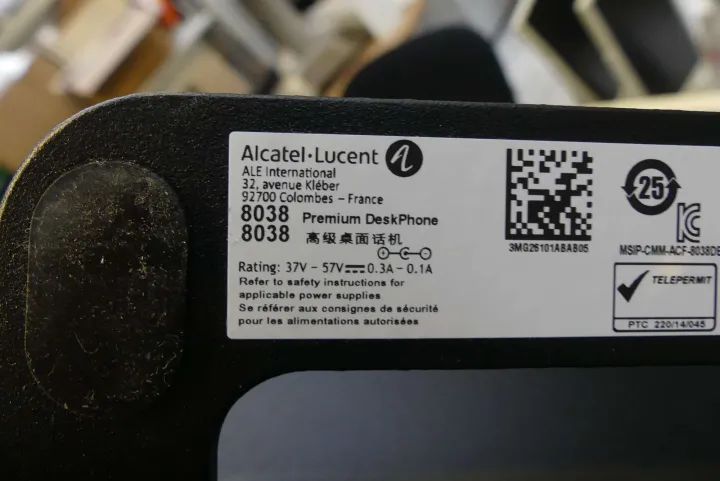 Alcatel·Lucent
ALE International
32, avenue Kléber
92700 Colombes – France
8038 Premium DeskPhone
8038 高级桌面话机
Rating: 37V – 57V⎓0.3A – 0.1A
Refer to safety instructions for
applicable power supplies
Se référer aux consignes de sécurité
pour les alimentations autorisées
3MG26101ABAB05
25
MSIP-CMM-ACF-8038DE
TELEPERMIT
PTC 220/14/045